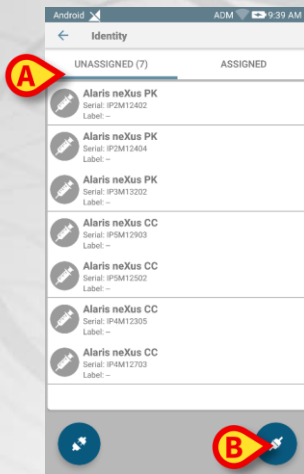 Android ADM 9:39 AM
Identity
UNASSIGNED (7) ASSIGNED
A
Alaris neXus PK
Serial: IP2M12402
Label: --
Alaris neXus PK
Serial: IP2M12404
Label: --
Alaris neXus PK
Serial: IP3M13202
Label: --
Alaris neXus CC
Serial: IP5M12903
Label: --
Alaris neXus CC
Serial: IP5M12502
Label: --
Alaris neXus CC
Serial: IP4M12305
Label: --
Alaris neXus CC
Serial: IP4M12703
Label: --
B